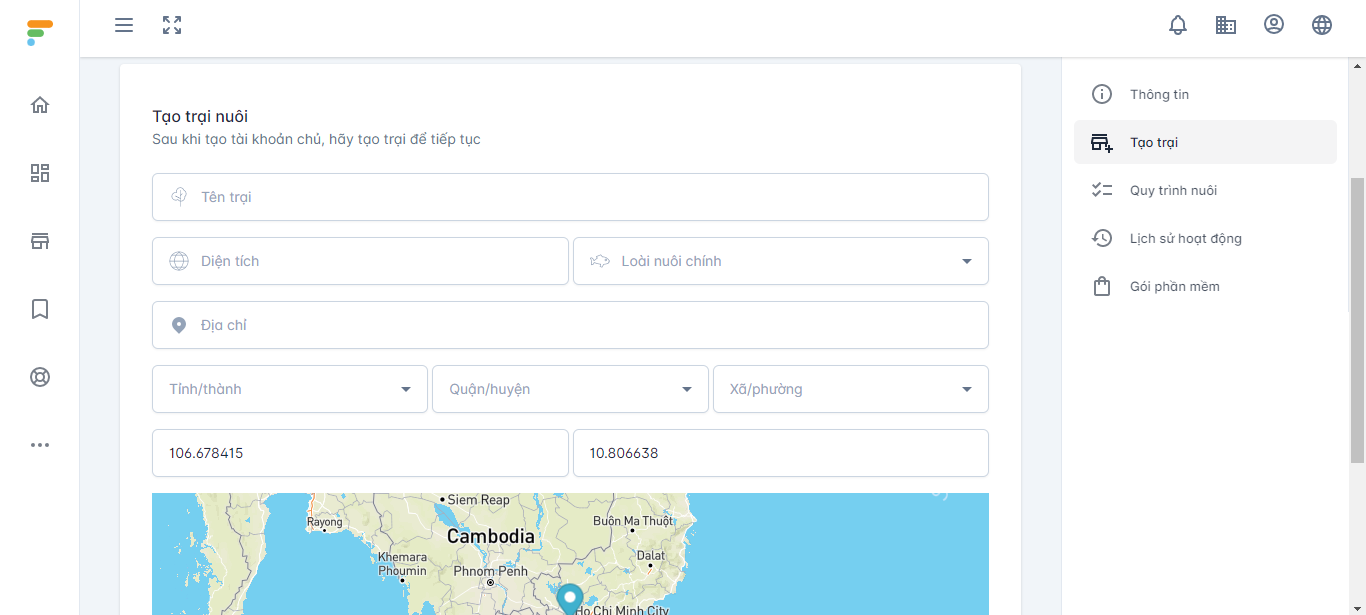 Tạo trại nuôi
Sau khi tạo tài khoản chủ, hãy tạo trại để tiếp tục
Tên trại
Diện tích
Loài nuôi chính
Địa chỉ
Tỉnh/thành
Quận/huyện
Xã/phường
106.678415
10.806638
Siem Reap
Rayong
Cambodia
Buôn Ma Thuột
Khemara
Phoumin
Dalat
Phnom Penh
Ho Chi Minh City
Thông tin
Tạo trại
Quy trình nuôi
Lịch sử hoạt động
Gói phần mềm